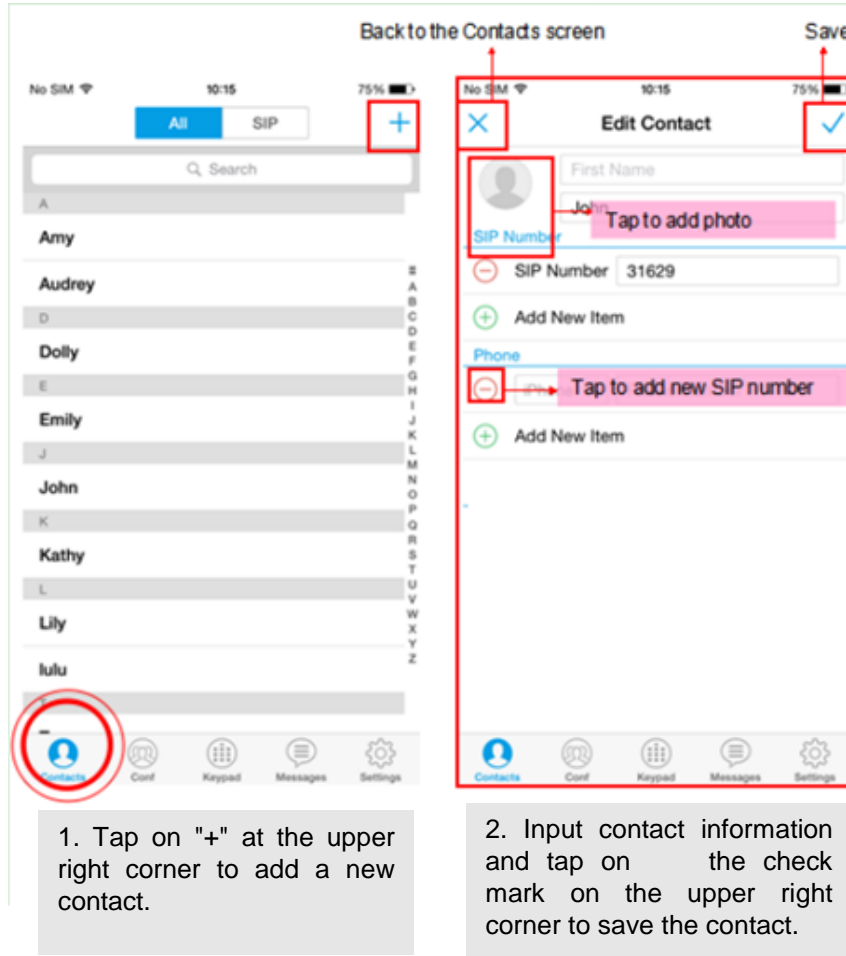 Back to the Contacts screen
Save
No SIM 10:15 75%
All SIP +
Search
A
Amy
Audrey
D
Dolly
E
Emily
J
John
K
Kathy
L
Lily
lulu
#
A
B
C
D
E
F
G
H
I
J
K
L
M
N
O
P
Q
R
S
T
U
V
W
X
Y
Z
Contacts Conf Keypad Messages Settings
No SIM 10:15 75%
Edit Contact
First Name
John
Tap to add photo
SIP Number
SIP Number 31629
Add New Item
Phone
Tap to add new SIP number
Add New Item
Contacts Conf Keypad Messages Settings
1. Tap on "+" at the upper
right corner to add a new
contact.
2. Input contact information
and tap on the check
mark on the upper right
corner to save the contact.